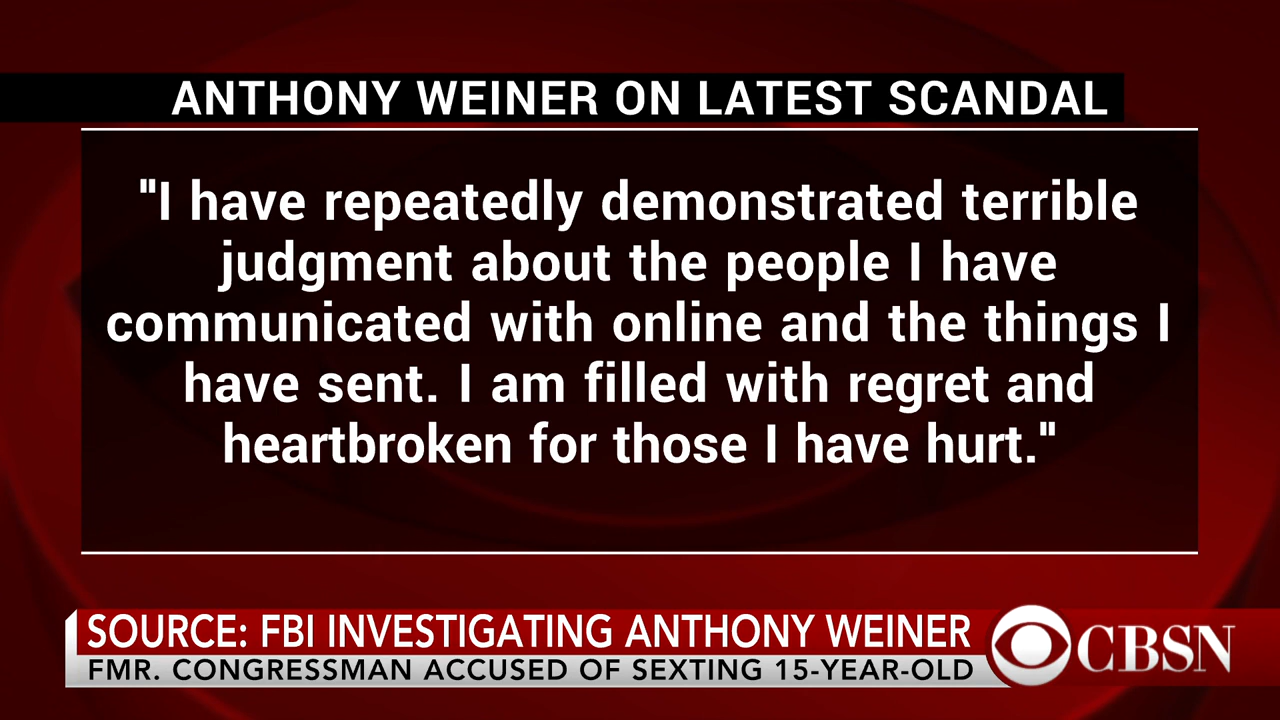 ANTHONY WEINER ON LATEST SCANDAL
"I have repeatedly demonstrated terrible
judgment about the people I have
communicated with online and the things I
have sent. I am filled with regret and
heartbroken for those I have hurt."
SOURCE: FBI INVESTIGATING ANTHONY WEINER
FMR. CONGRESSMAN ACCUSED OF SEXTING 15-YEAR-OLD
CBSN